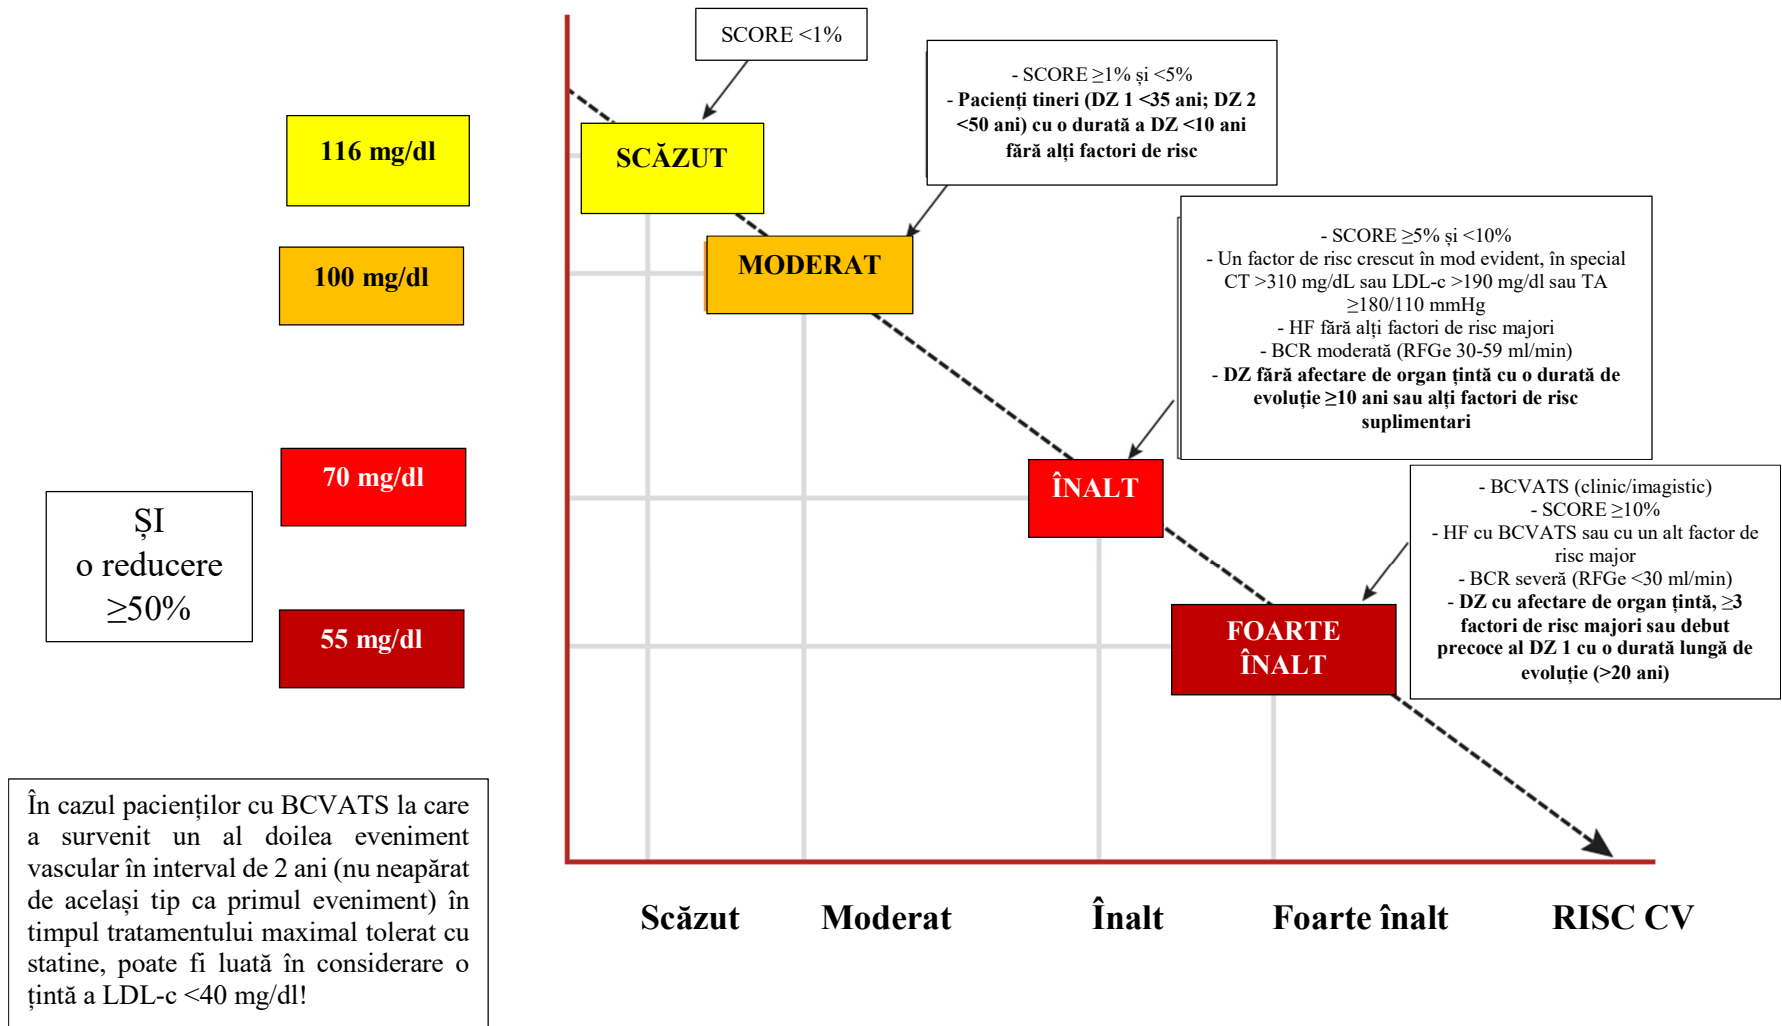 SCORE <1%
- SCORE ≥1% și <5%
- Pacienți tineri (DZ 1 <35 ani; DZ 2
<50 ani) cu o durată a DZ <10 ani
fără alți factori de risc
116 mg/dl
SCĂZUT
- SCORE ≥5% și <10%
- Un factor de risc crescut în mod evident, în special
CT >310 mg/dL sau LDL-c >190 mg/dl sau TA
≥180/110 mmHg
- HF fără alți factori de risc majori
- BCR moderată (RFGe 30-59 ml/min)
- DZ fără afectare de organ țintă cu o durată de
evoluție ≥10 ani sau alți factori de risc
suplimentari
100 mg/dl
MODERAT
70 mg/dl
ÎNALT
- BCVATS (clinic/imagistic)
- SCORE ≥10%
- HF cu BCVATS sau cu un alt factor de
risc major
- BCR severă (RFGe <30 ml/min)
- DZ cu afectare de organ țintă, ≥3
factori de risc majori sau debut
precoce al DZ 1 cu o durată lungă de
evoluție (>20 ani)
ȘI
o reducere
≥50%
55 mg/dl
FOARTE
ÎNALT
În cazul pacienților cu BCVATS la care
a survenit un al doilea eveniment
vascular în interval de 2 ani (nu neapărat
de același tip ca primul eveniment) în
timpul tratamentului maximal tolerat cu
statine, poate fi luată în considerare o
țintă a LDL-c <40 mg/dl!
Scăzut Moderat Înalt Foarte înalt RISC CV